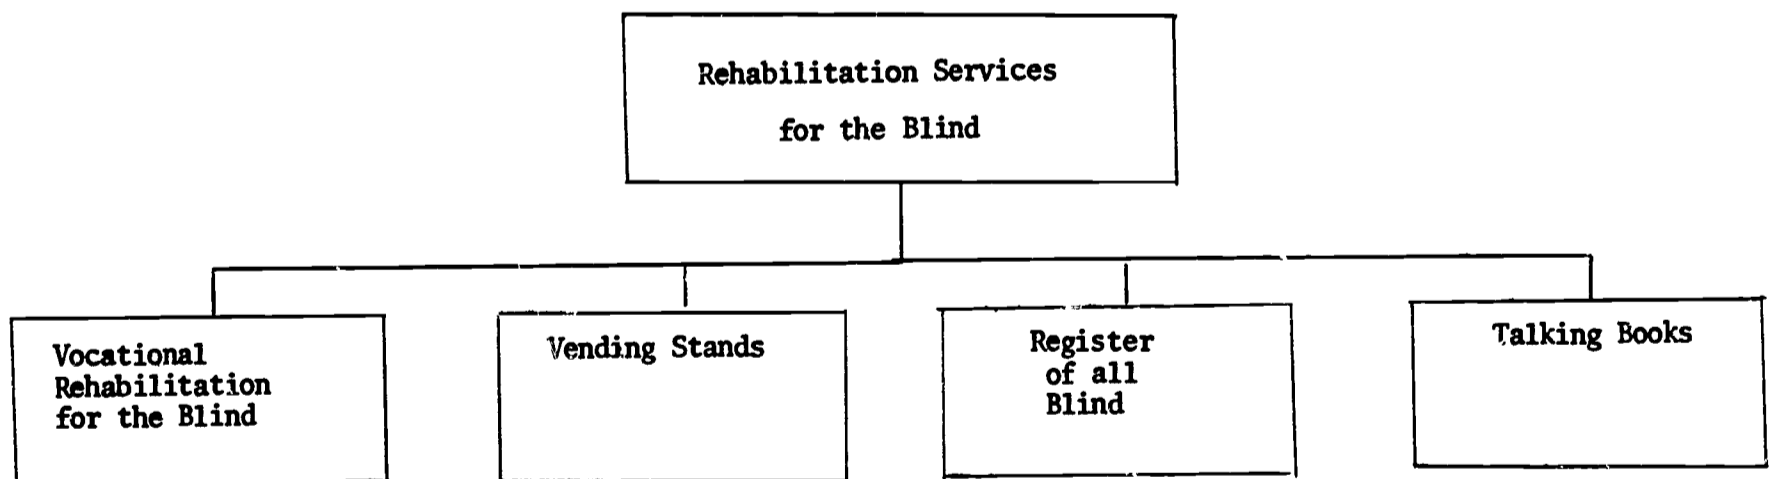 Rehabilitation Services
for the Blind
Vocational
Rehabilitation
for the Blind
Vending Stands
Register
of all
Blind
Talking Books